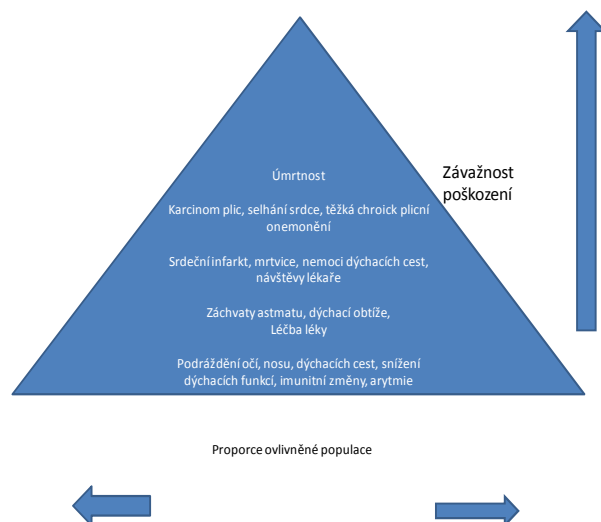 Úmrtnost
Závažnost
poškození
Karcinom plic, selhání srdce, těžká chroick plicní
onemonění
Srdeční infarkt, mrtvice, nemoci dýchacích cest,
návštěvy lékaře
Záchvaty astmatu, dýchací obtíže,
Léčba léky
Podráždění očí, nosu, dýchacích cest, snížení
dýchacích funkcí, imunitní změny, arytmie
Proporce ovlivněné populace